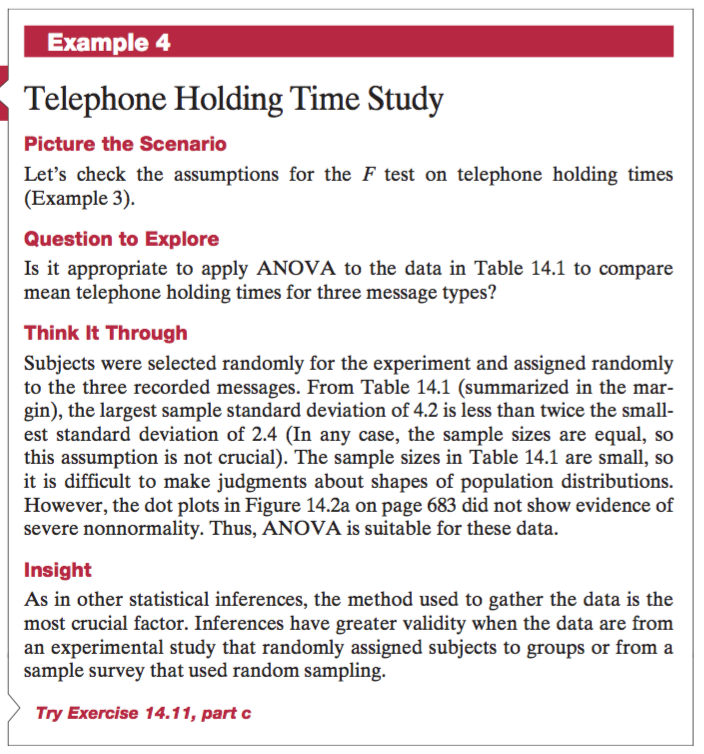 Example 4
Telephone Holding Time Study
Picture the Scenario
Let's check the assumptions for the F test on telephone holding times
(Example 3).
Question to Explore
Is it appropriate to apply ANOVA to the data in Table 14.1 to compare
mean telephone holding times for three message types?
Think It Through
Subjects were selected randomly for the experiment and assigned randomly
to the three recorded messages. From Table 14.1 (summarized in the mar-
gin), the largest sample standard deviation of 4.2 is less than twice the small-
est standard deviation of 2.4 (In any case, the sample sizes are equal, so
this assumption is not crucial). The sample sizes in Table 14.1 are small, so
it is difficult to make judgments about shapes of population distributions.
However, the dot plots in Figure 14.2a on page 683 did not show evidence of
severe nonnormality. Thus, ANOVA is suitable for these data.
Insight
As in other statistical inferences, the method used to gather the data is the
most crucial factor. Inferences have greater validity when the data are from
an experimental study that randomly assigned subjects to groups or from a
sample survey that used random sampling.
Try Exercise 14.11, part c